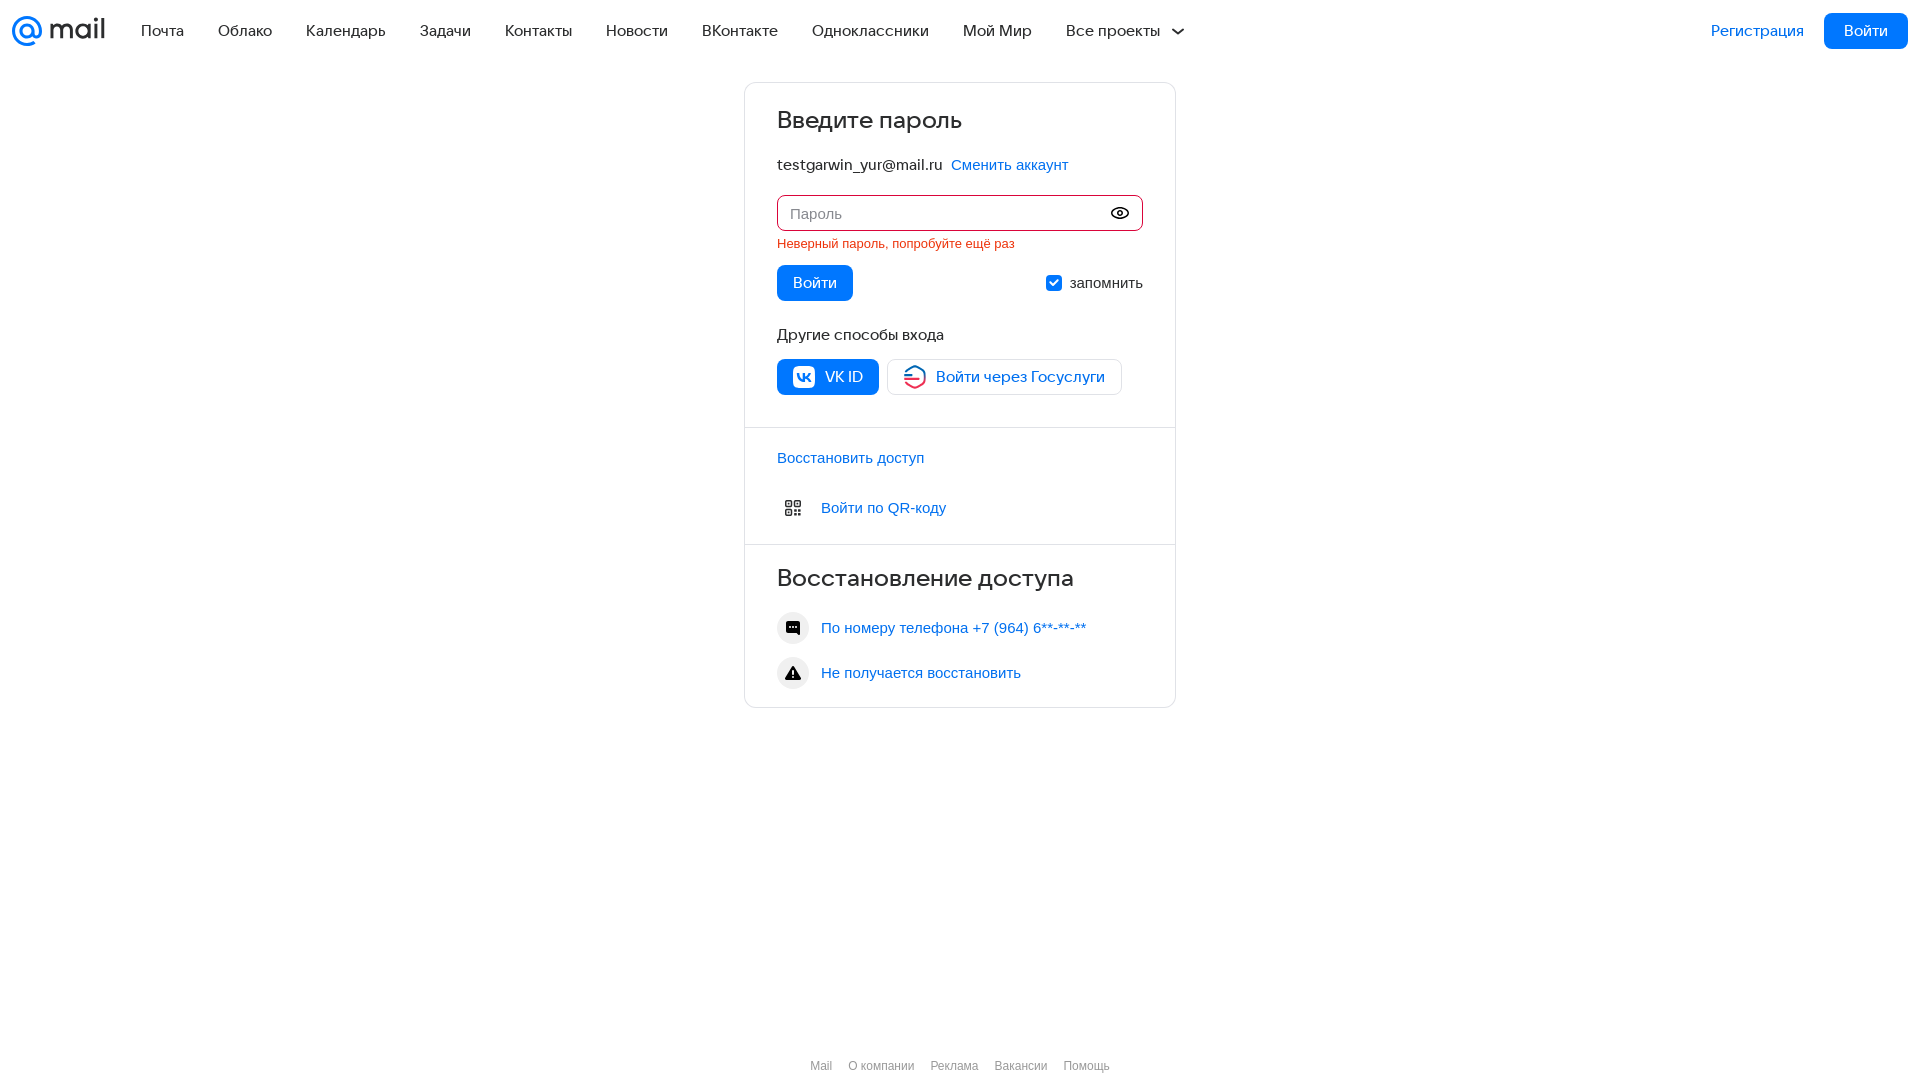 mail Почта Облако Календарь Задачи Контакты Новости ВКонтакте Одноклассники Мой Мир Все проекты Регистрация Войти
Введите пароль
testgarwin_yur@mail.ru Сменить аккаунт
Пароль
Неверный пароль, попробуйте ещё раз
Войти запомнить
Другие способы входа
VK ID Войти через Госуслуги
Восстановить доступ
Войти по QR-коду
Восстановление доступа
По номеру телефона +7 (964) 6**-**-**
Не получается восстановить
Mail О компании Реклама Вакансии Помощь